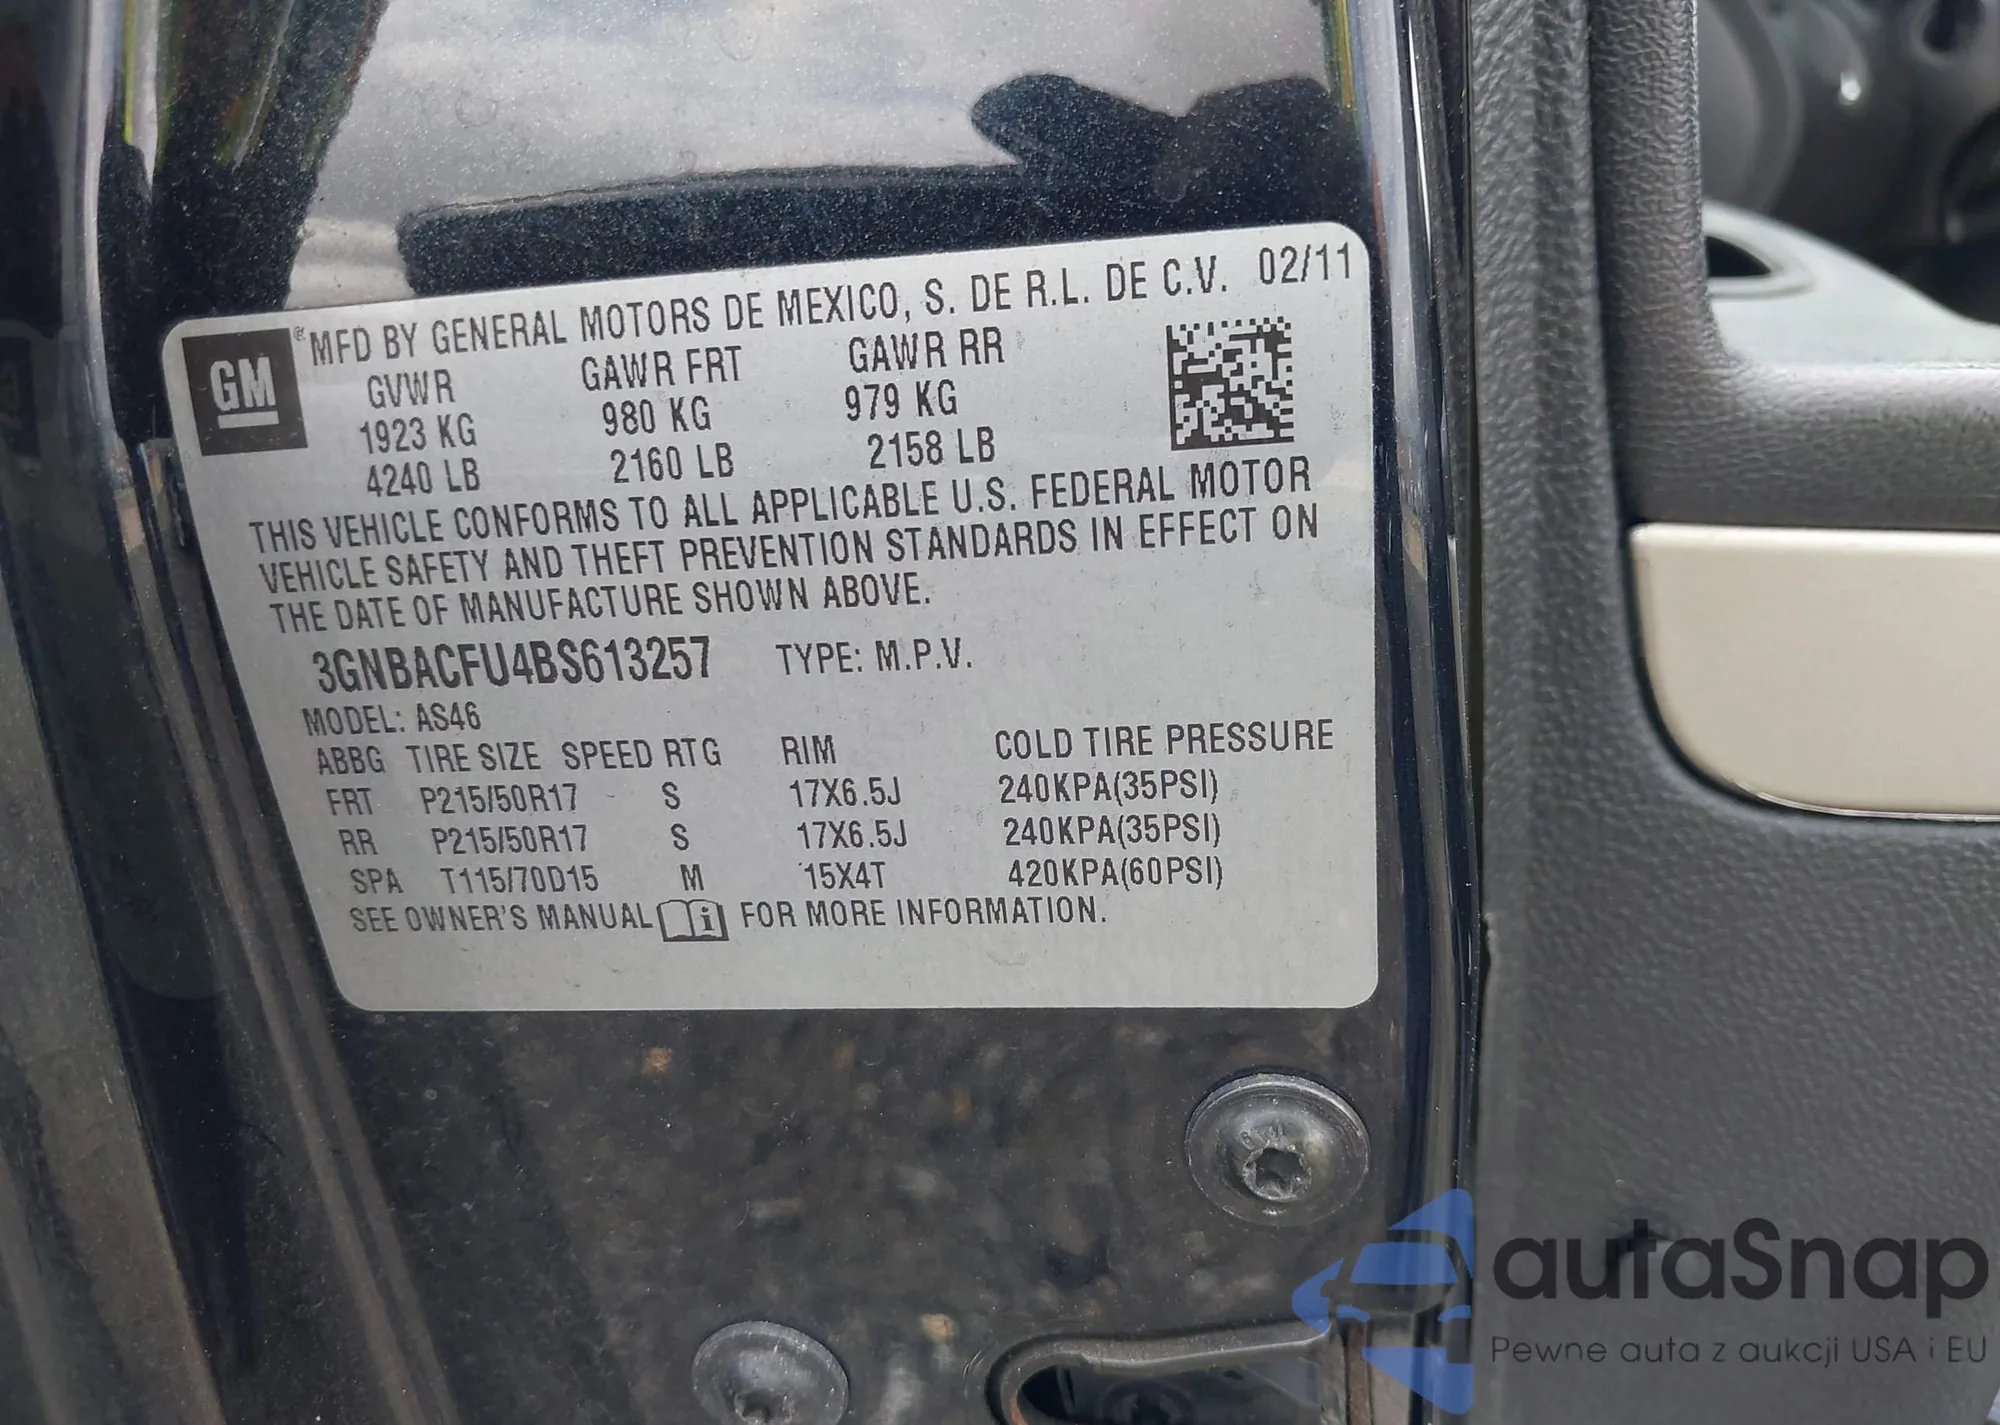 GM
MFD BY GENERAL MOTORS DE MEXICO, S. DE R.L. DE C.V. 02/11
GVWR GAWR FRT GAWR RR
1923 KG 980 KG 979 KG
4240 LB 2160 LB 2158 LB
THIS VEHICLE CONFORMS TO ALL APPLICABLE U.S. FEDERAL MOTOR
VEHICLE SAFETY AND THEFT PREVENTION STANDARDS IN EFFECT ON
THE DATE OF MANUFACTURE SHOWN ABOVE.
3GNBACFU4BS613257 TYPE: M.P.V.
MODEL: AS46
ABBG TIRE SIZE SPEED RTG RIM COLD TIRE PRESSURE
FRT P215/50R17 S 17X6.5J 240KPA(35PSI)
RR P215/50R17 S 17X6.5J 240KPA(35PSI)
SPA T115/70D15 M 15X4T 420KPA(60PSI)
SEE OWNER'S MANUAL i FOR MORE INFORMATION.
autaSnap
Pewne auta z aukcji USA i EU